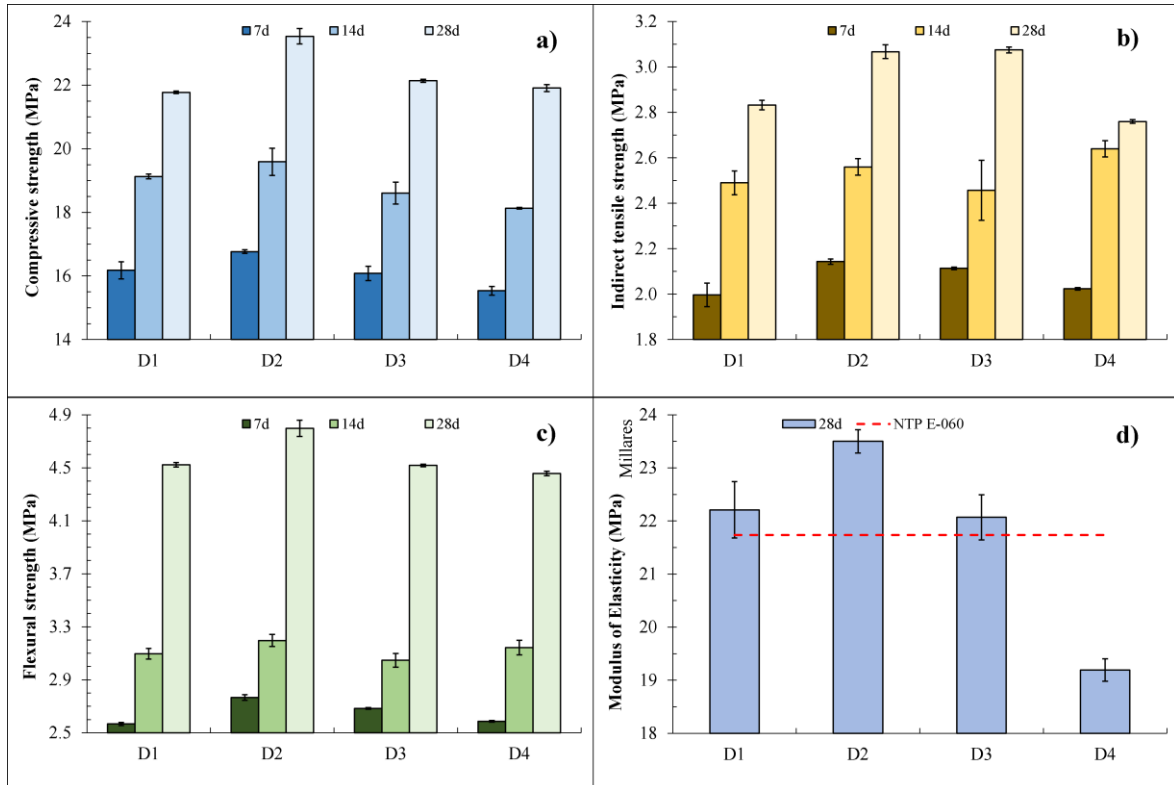 a)
7d 14d 28d
Compressive strength (MPa)
24
22
20
18
16
14
D1 D2 D3 D4
b)
7d 14d 28d
Indirect tensile strength (MPa)
3.2
3.0
2.8
2.6
2.4
2.2
2.0
1.8
D1 D2 D3 D4
c)
7d 14d 28d
Flexural strength (MPa)
4.9
4.5
4.1
3.7
3.3
2.9
2.5
D1 D2 D3 D4
d)
28d NTP E-060
Millares
Modulus of Elasticity (MPa)
24
23
22
21
20
19
18
D1 D2 D3 D4